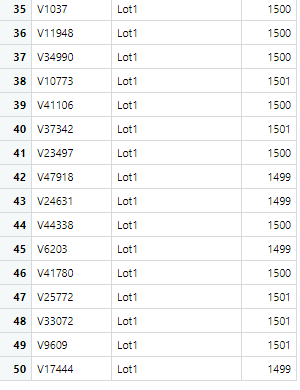 35 V1037 Lot1 1500
36 V11948 Lot1 1500
37 V34990 Lot1 1500
38 V10773 Lot1 1501
39 V41106 Lot1 1500
40 V37342 Lot1 1501
41 V23497 Lot1 1500
42 V47918 Lot1 1499
43 V24631 Lot1 1499
44 V44338 Lot1 1500
45 V6203 Lot1 1499
46 V41780 Lot1 1500
47 V25772 Lot1 1501
48 V33072 Lot1 1501
49 V9609 Lot1 1501
50 V17444 Lot1 1499